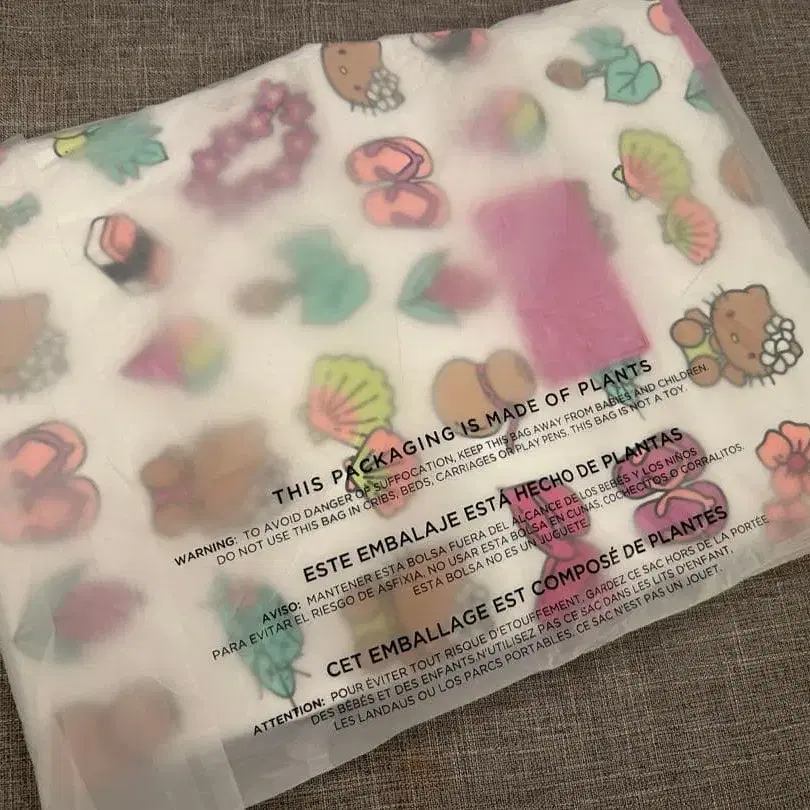 THIS PACKAGING IS MADE OF PLANTS
WARNING: TO AVOID DANGER OF SUFFOCATION, KEEP THIS BAG AWAY FROM BABIES AND CHILDREN.
DO NOT USE THIS BAG IN CRIBS, BEDS, CARRIAGES OR PLAY PENS. THIS BAG IS NOT A TOY.
ESTE EMBALAJE ESTÁ HECHO DE PLANTAS
AVISO: MANTENER ESTA BOLSA FUERA DEL ALCANCE DE LOS BEBÉS Y LOS NIÑOS
PARA EVITAR EL RIESGO DE ASFIXIA, NO USAR ESTA BOLSA EN CUNAS, COCHECITOS O CORRALITOS.
ESTA BOLSA NO ES UN JUGUETE.
CET EMBALLAGE EST COMPOSÉ DE PLANTES
ATTENTION: POUR ÉVITER TOUT RISQUE D'ÉTOUFFEMENT, GARDEZ CE SAC HORS DE LA PORTÉE
DES BÉBÉS ET DES ENFANTS.N'UTILISEZ PAS CE SAC DANS LES LITS D'ENFANT,
LES LANDAUS OU LOS PARCS PORTABLES. CE SAC N'EST PAS UN JOUET.